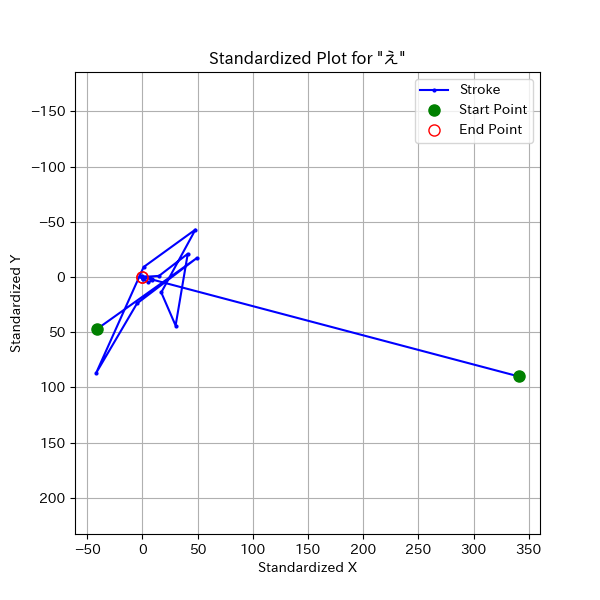 Standardized Plot for "え"
Stroke
Start Point
End Point
−150
−100
−50
0
50
100
150
200
Standardized Y
−50 0 50 100 150 200 250 300 350
Standardized X